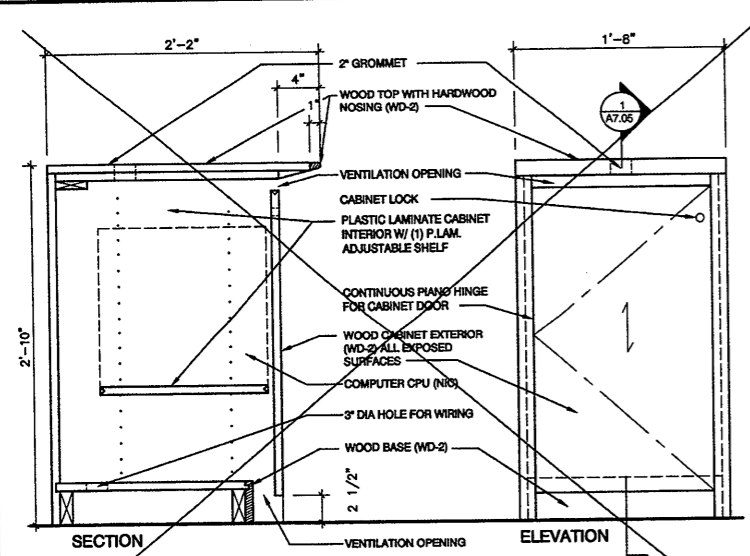 2'-2"
1'-8"
2" GROMMET
4"
1"
WOOD TOP WITH HARDWOOD
NOSING (WD-2)
1
A7.05
VENTILATION OPENING
CABINET LOCK
PLASTIC LAMINATE CABINET
INTERIOR W/ (1) P.LAM.
ADJUSTABLE SHELF
CONTINUOUS PIANO HINGE
FOR CABINET DOOR
2'-10"
WOOD CABINET EXTERIOR
(WD-2) ALL EXPOSED
SURFACES
COMPUTER CPU (NIC)
3" DIA HOLE FOR WIRING
WOOD BASE (WD-2)
2 1/2"
SECTION
VENTILATION OPENING
ELEVATION